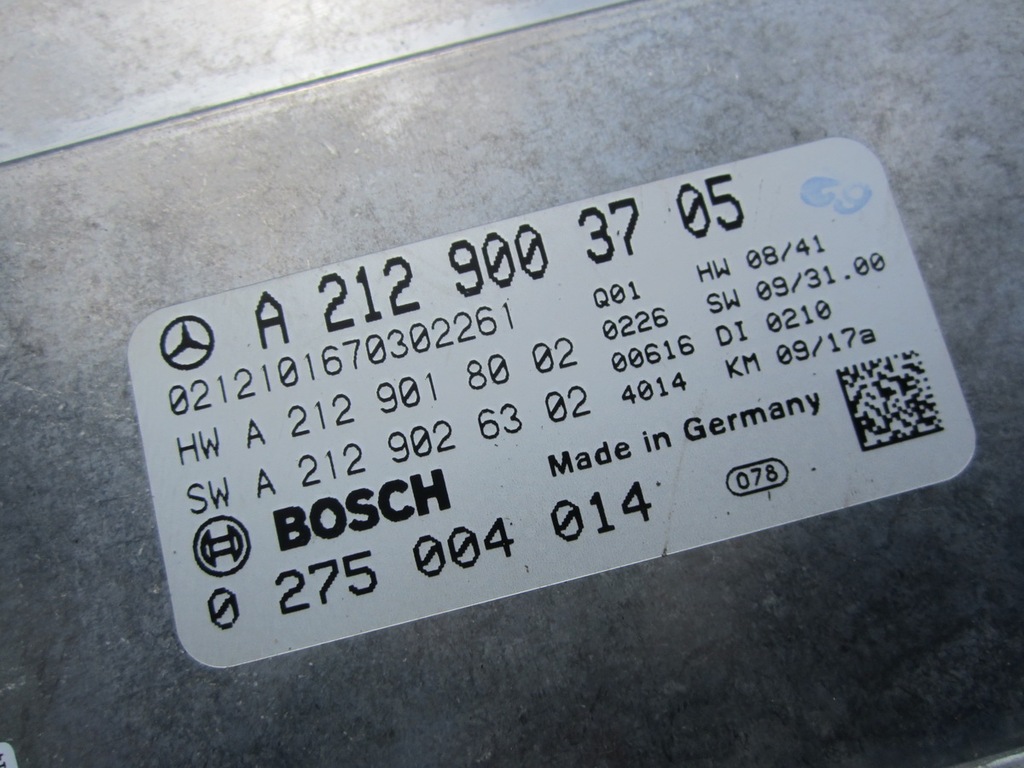 A 212 900 37 05
0212101670302261 Q01 HW 08/41
HW A 212 901 80 02 0226 SW 09/31.00
SW A 212 902 63 02 00616 DI 0210
4014 KM 09/17a
BOSCH Made in Germany
0 275 004 014 078